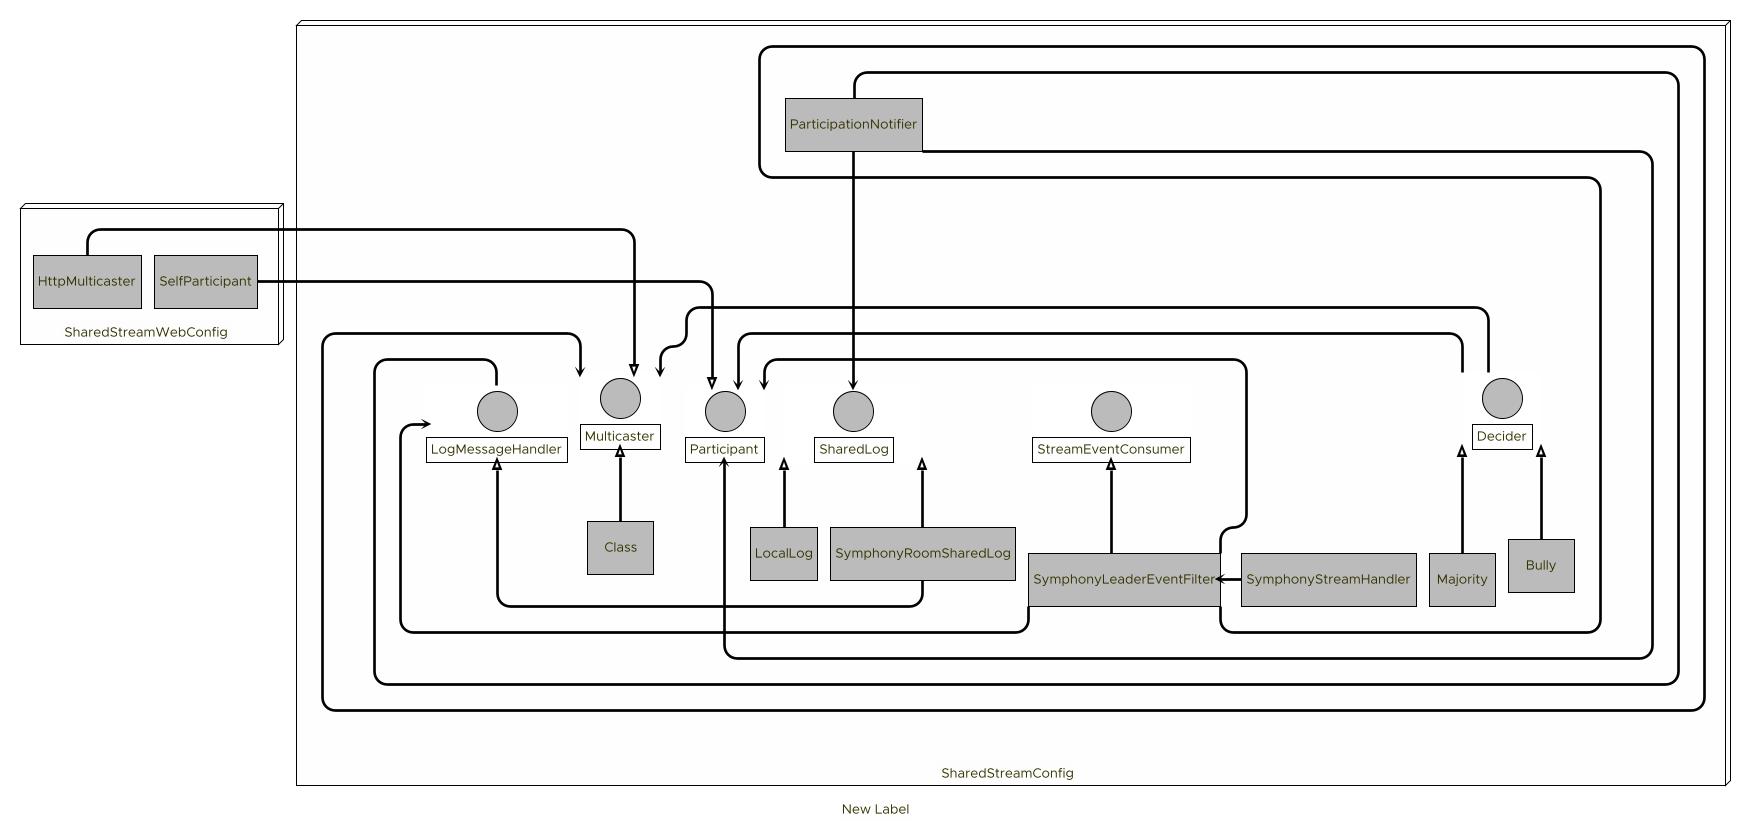 ParticipationNotifier
HttpMulticaster
SelfParticipant
SharedStreamWebConfig
LogMessageHandler
Multicaster
Participant
SharedLog
StreamEventConsumer
Decider
Class
LocalLog
SymphonyRoomSharedLog
SymphonyLeaderEventFilter
SymphonyStreamHandler
Majority
Bully
SharedStreamConfig
New Label